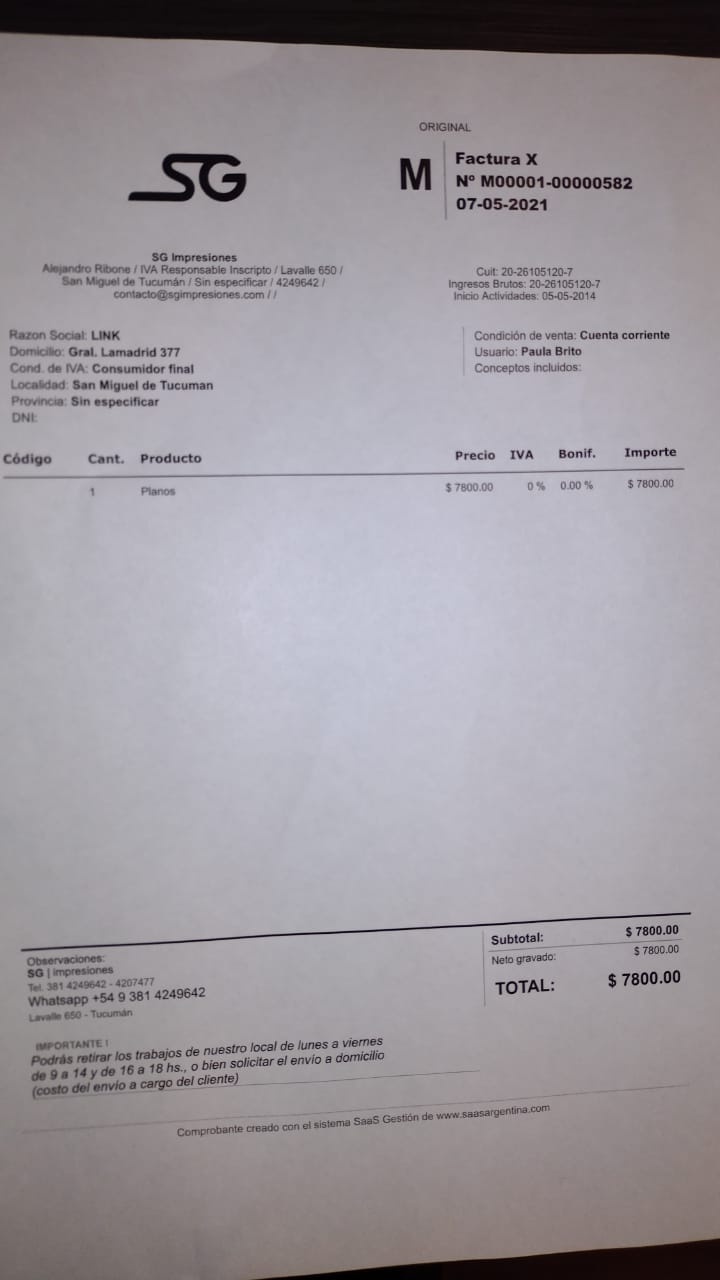 ORIGINAL
SG
M
Factura X
Nº M00001-00000582
07-05-2021
SG Impresiones
Alejandro Ribone / IVA Responsable Inscripto / Lavalle 650 /
San Miguel de Tucumán / Sin especificar / 4249642 /
contacto@sgimpresiones.com / /
Cuit: 20-26105120-7
Ingresos Brutos: 20-26105120-7
Inicio Actividades: 05-05-2014
Razon Social: LINK
Domicilio: Gral. Lamadrid 377
Cond. de IVA: Consumidor final
Localidad: San Miguel de Tucuman
Provincia: Sin especificar
DNI:
Condición de venta: Cuenta corriente
Usuario: Paula Brito
Conceptos incluidos:
Código Cant. Producto Precio IVA Bonif. Importe
1 Planos $ 7800.00 0 % 0.00 % $ 7800.00
Subtotal: $ 7800.00
Neto gravado: $ 7800.00
TOTAL: $ 7800.00
Observaciones:
SG | impresiones
Tel. 381 4249642 - 4207477
Whatsapp +54 9 381 4249642
Lavalle 650 - Tucumán
IMPORTANTE !
Podrás retirar los trabajos de nuestro local de lunes a viernes
de 9 a 14 y de 16 a 18 hs., o bien solicitar el envío a domicilio
(costo del envío a cargo del cliente)
Comprobante creado con el sistema SaaS Gestión de www.saasargentina.com